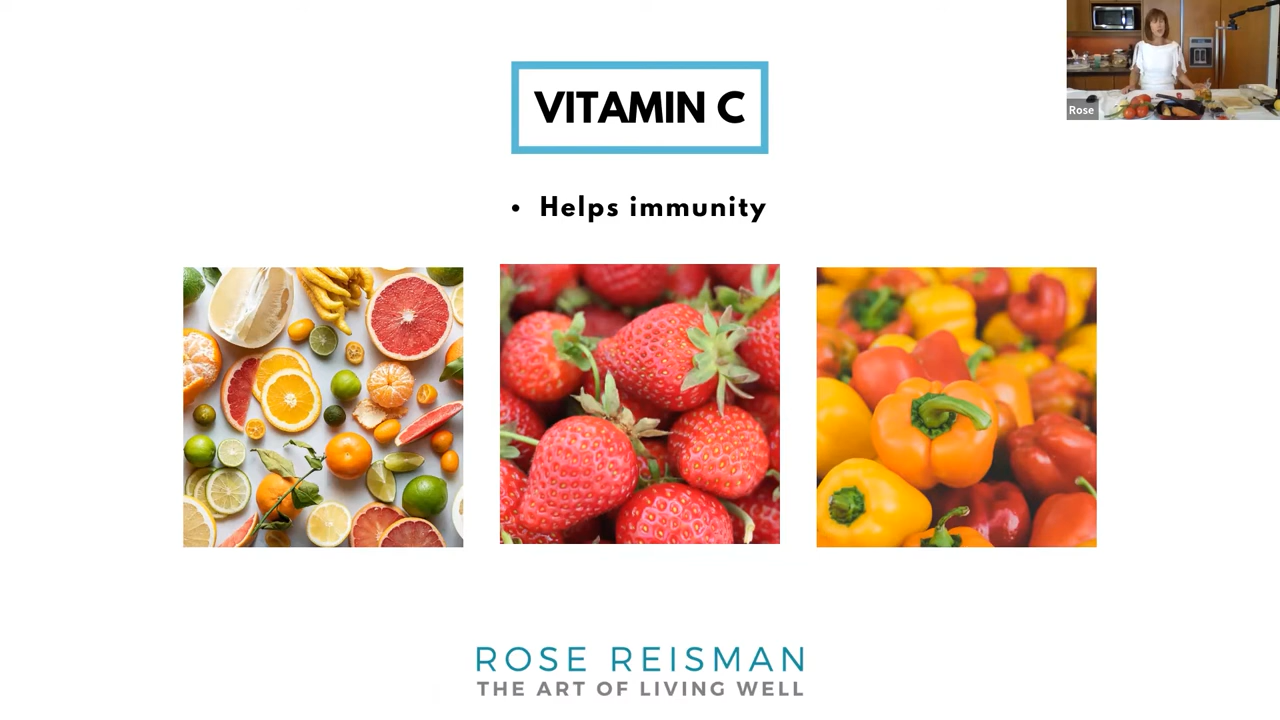 VITAMIN C
Rose
• Helps immunity
ROSE REISMAN
THE ART OF LIVING WELL